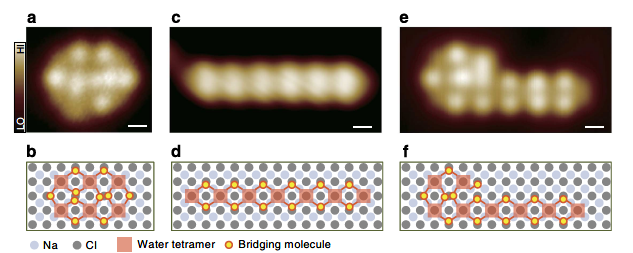 a
c
e
HI
LO
b
d
f
Na
Cl
Water tetramer
Bridging molecule